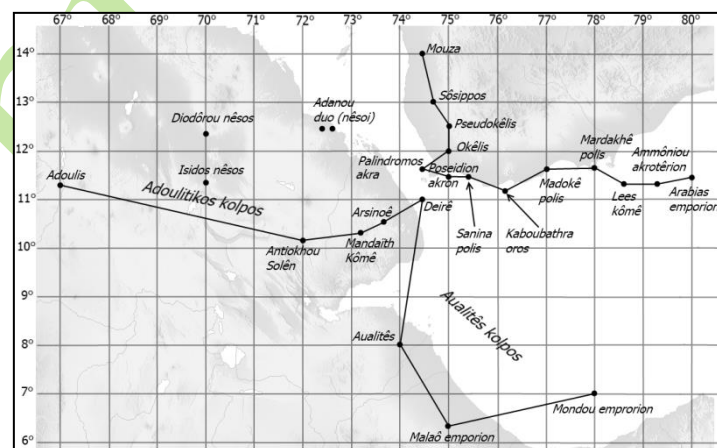 67° 68° 69° 70° 71° 72° 73° 74° 75° 76° 77° 78° 79° 80°
14°
Mouza
13°
Sôsippos
Adanou
duo (nêsoi)
Diodôrou nêsos
Pseudokêlis
12°
Okêlis
Mardakhê
polis
Ammôniou
akrotêrion
Palindromos
akra
Poseidion
akron
Adoulis
Isidos nêsos
11°
Adoulitikos kolpos
Arsinoê
Deirê
Madokê
polis
Lees
kômê
Arabias
emporion
Sanina
polis
Kaboubathra
oros
10°
Antiokhou
Solên
Mandaïth
Kômê
9°
Aualitês kolpos
8°
Aualitês
7°
Mondou emprorion
Malaô emporion
6°